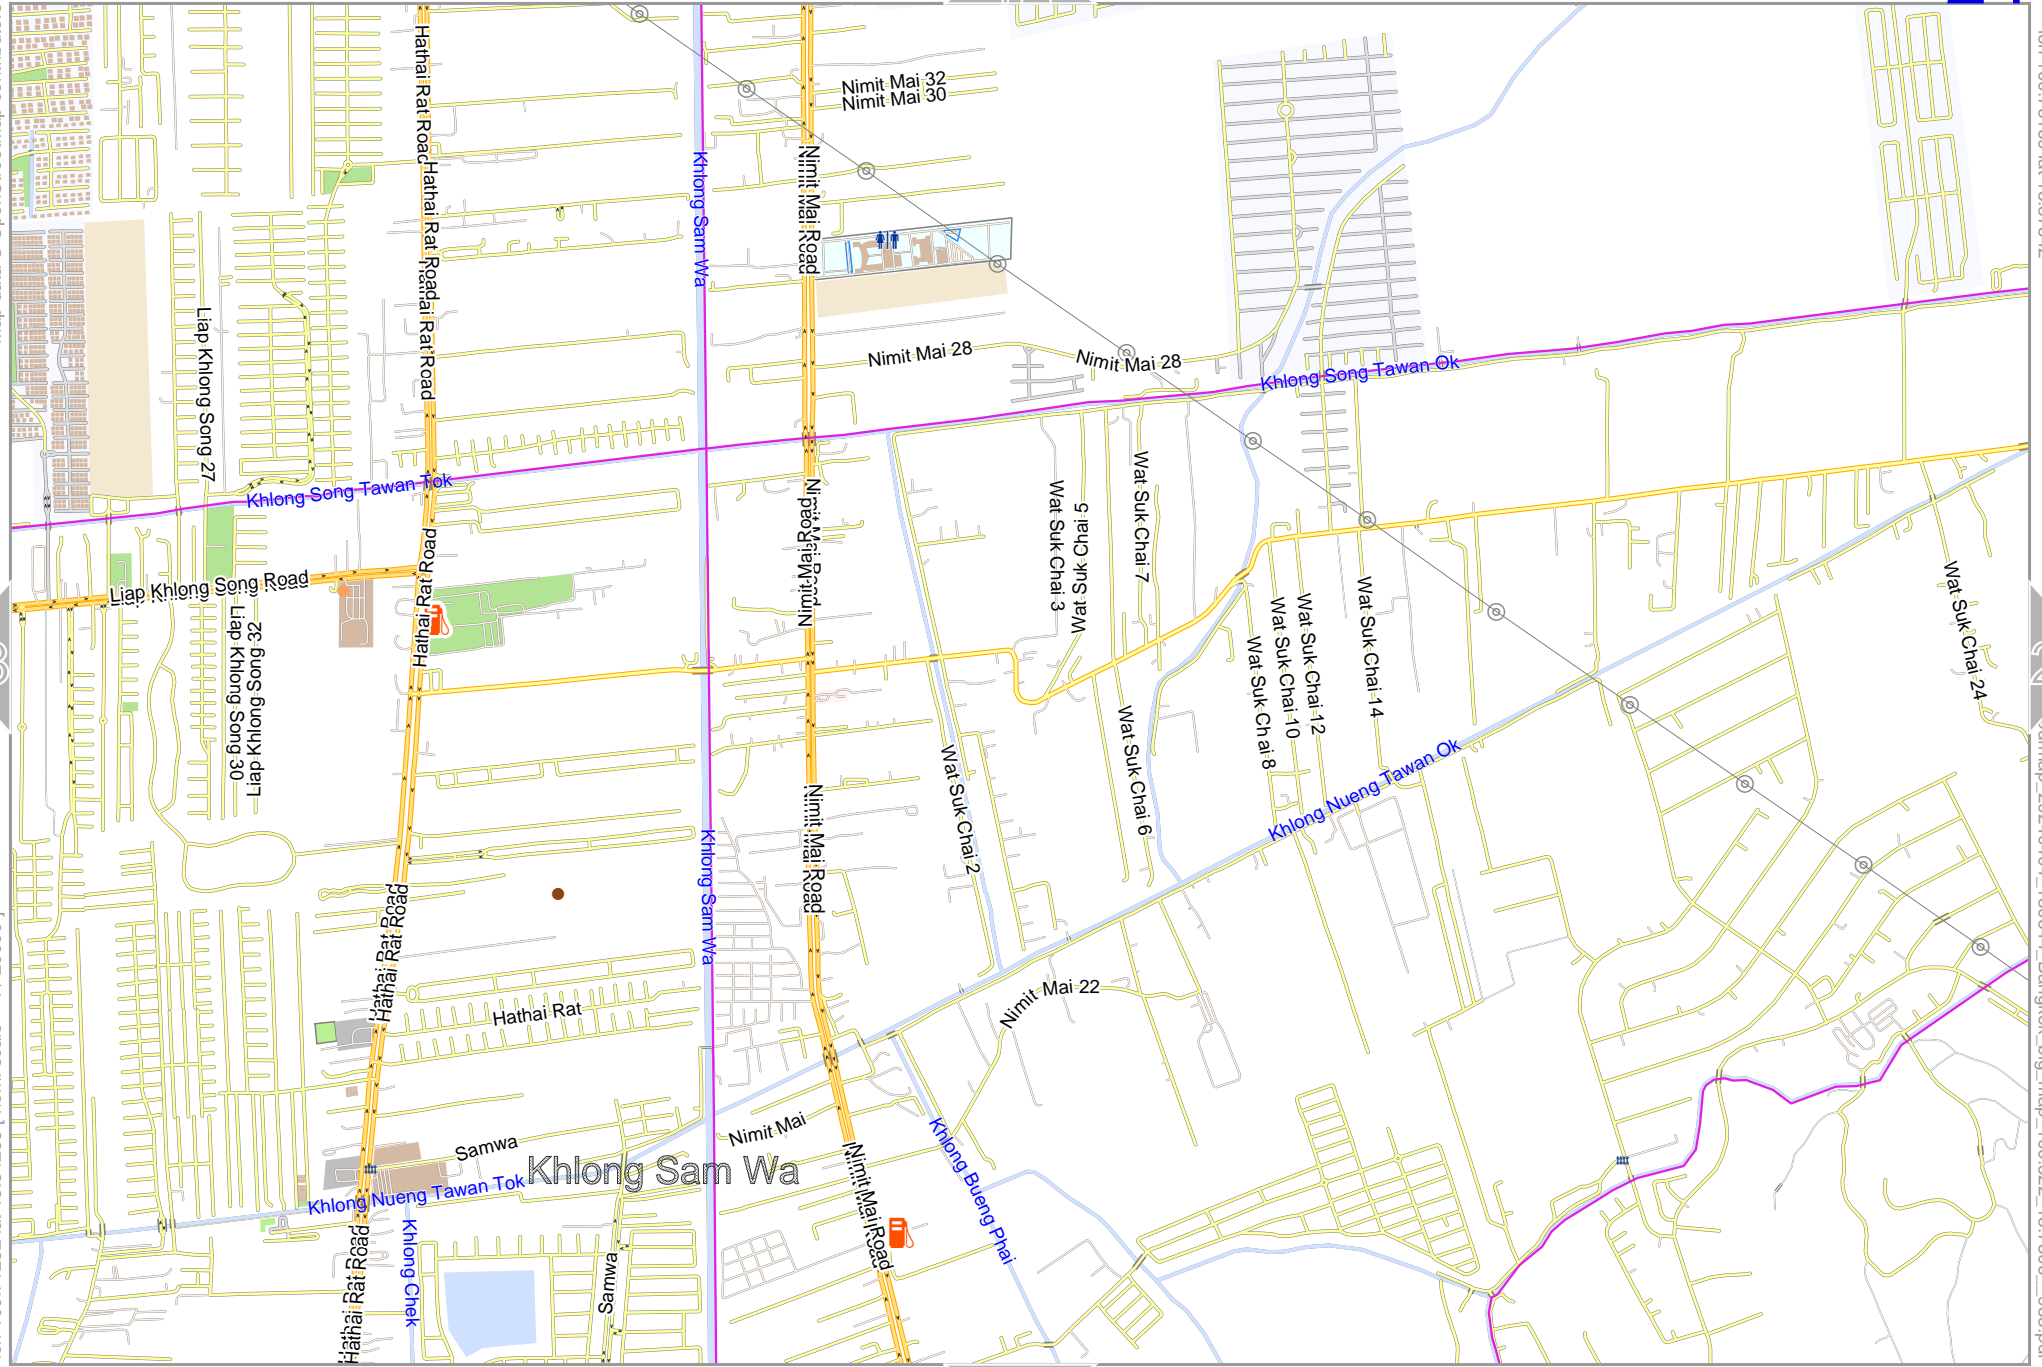 Hathai Rat Road
Nimit Mai 32
Nimit Mai 30
Khlong Sam Wa
Nimit Mai Road
Hathai Rat Road
Hathai Rat Road
Liap Khlong Song 27
Nimit Mai 28
Nimit Mai 28
Khlong Song Tawan Ok
Khlong Song Tawan Tok
Nimit Mai Road
Nimit Mai Road
Wat Suk Chai 3
Wat Suk Chai 5
Wat Suk Chai 7
Hathai Rat Road
Liap Khlong Song Road
Liap Khlong Song 30
Liap Khlong Song 32
Wat Suk Chai 8
Wat Suk Chai 10
Wat Suk Chai 12
Wat Suk Chai 14
Wat Suk Chai 24
Wat Suk Chai 6
Wat Suk Chai 2
Khlong Nueng Tawan Ok
Khlong Sam Wa
Nimit Mai Road
Hathai Rat Road
Hathai Rat Road
Hathai Rat
Nimit Mai 22
Nimit Mai
Samwa
Khlong Sam Wa
Khlong Nueng Tawan Tok
Khlong Bueng Phai
Nimit Mai Road
Khlong Chek
Samwa
Hathai Rat Road
Hathai Rat Road